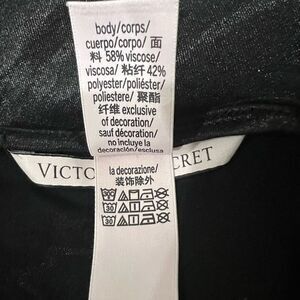 body/corps/
cuerpo/corpo/ 面
料 58% viscose/
viscosa/ 粘纤 42%
polyester/poliéster/
poliestere/ 聚酯
纤维 exclusive
of decoration/
sauf décoration/
no incluye la
decoración/esclusa
VICTO CRET
la decorazione/
装饰除外